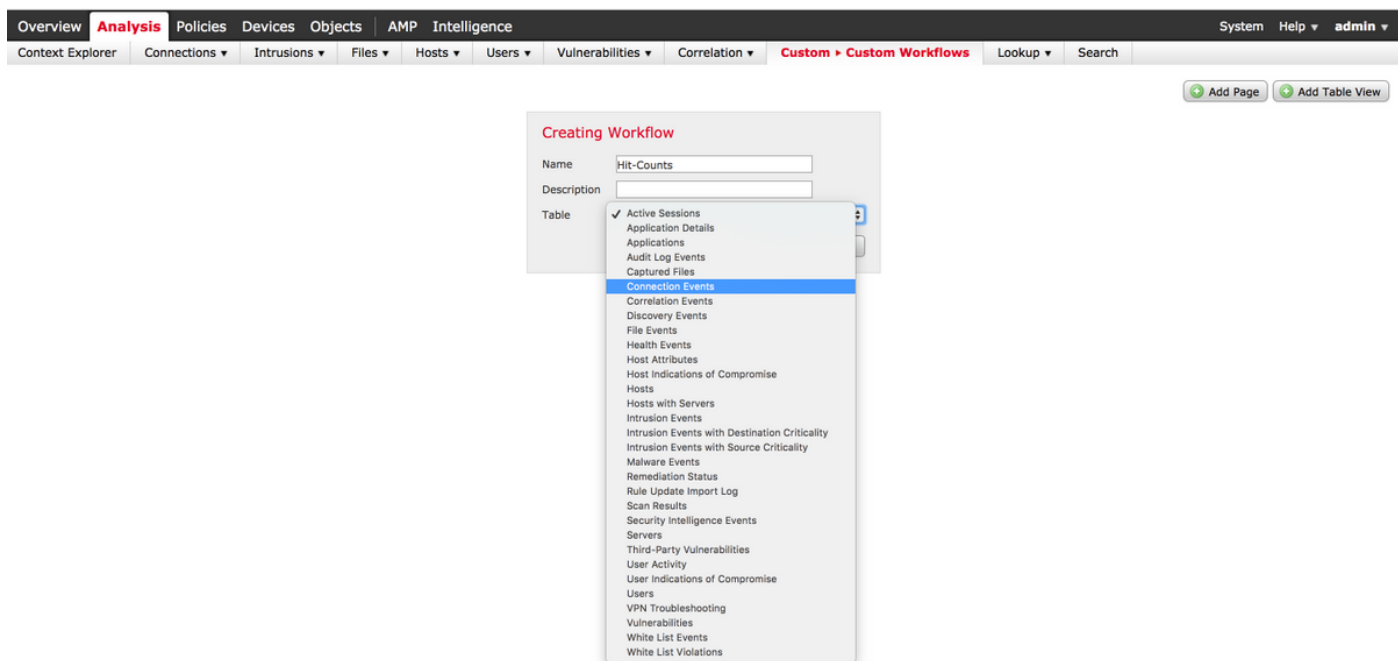 Overview Analysis Policies Devices Objects AMP Intelligence System Help admin
Context Explorer Connections Intrusions Files Hosts Users Vulnerabilities Correlation Custom ▸ Custom Workflows Lookup Search
Add Page Add Table View
Creating Workflow
Name Hit-Counts
Description
Table ✓ Active Sessions
Application Details
Applications
Audit Log Events
Captured Files
Connection Events
Correlation Events
Discovery Events
File Events
Health Events
Host Attributes
Host Indications of Compromise
Hosts
Hosts with Servers
Intrusion Events
Intrusion Events with Destination Criticality
Intrusion Events with Source Criticality
Malware Events
Remediation Status
Rule Update Import Log
Scan Results
Security Intelligence Events
Servers
Third-Party Vulnerabilities
User Activity
User Indications of Compromise
Users
VPN Troubleshooting
Vulnerabilities
White List Events
White List Violations